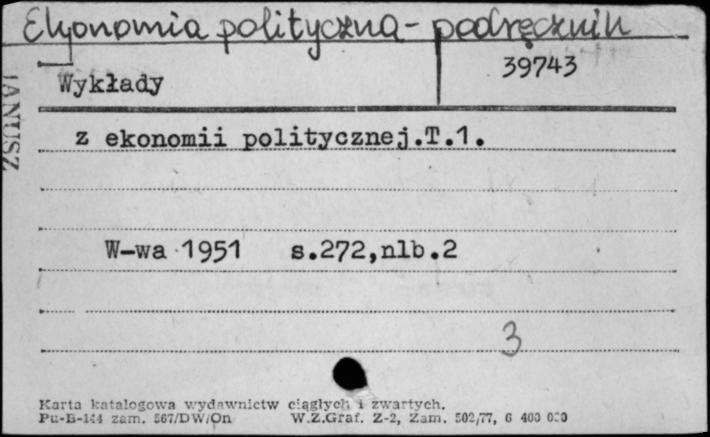 Ekonomia polityczna - podręcznik
39743
Wykłady
JANUSZ
z ekonomii politycznej.T.1.
W-wa 1951 s.272,nlb.2
3
Karta katalogowa wydawnictw ciągłych i zwartych.
Pu-B-144 zam. 567/DW/On W.Z.Graf. Z-2, Zam. 502/77, 6 400 000